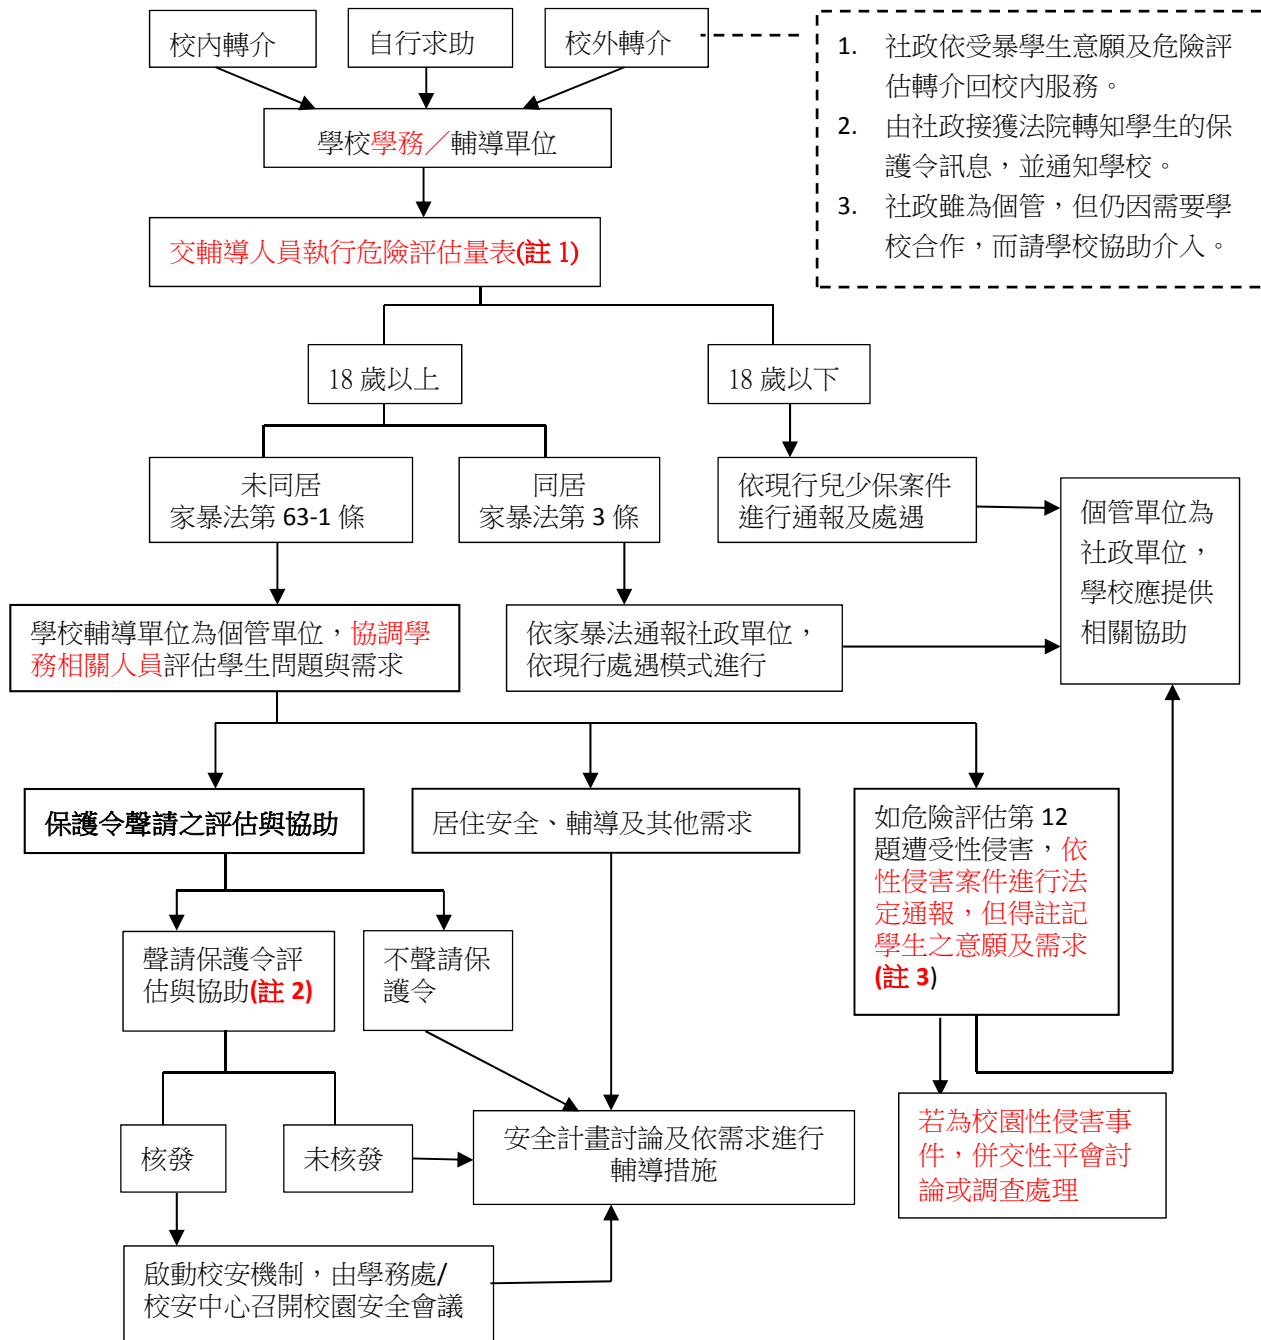 校內轉介
自行求助
校外轉介
1. 社政依受暴學生意願及危險評
估轉介回校內服務。
2. 由社政接獲法院轉知學生的保
護令訊息，並通知學校。
3. 社政雖為個管，但仍因需要學
校合作，而請學校協助介入。
學校學務／輔導單位
交輔導人員執行危險評估量表(註 1)
18 歲以上
18 歲以下
未同居
家暴法第 63-1 條
同居
家暴法第 3 條
依現行兒少保案件
進行通報及處遇
個管單位為
社政單位，
學校應提供
相關協助
學校輔導單位為個管單位，協調學
務相關人員評估學生問題與需求
依家暴法通報社政單位，
依現行處遇模式進行
保護令聲請之評估與協助
居住安全、輔導及其他需求
如危險評估第 12
題遭受性侵害，依
性侵害案件進行法
定通報，但得註記
學生之意願及需求
(註 3)
聲請保護令評
估與協助(註 2)
不聲請保
護令
核發
未核發
安全計畫討論及依需求進行
輔導措施
若為校園性侵害事
件，併交性平會討
論或調查處理
啟動校安機制，由學務處/
校安中心召開校園安全會議